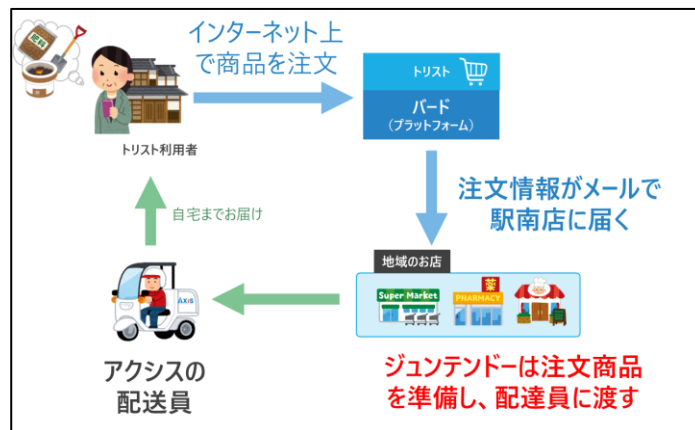 肥料
インターネット上
で商品を注文
トリスト
バード
(プラットフォーム)
トリスト利用者
注文情報がメールで
駅南店に届く
自宅までお届け
地域のお店
Super Market
薬
PHARMACY
AXIS
アクシスの
配送員
ジュンテンドーは注文商品
を準備し、配達員に渡す